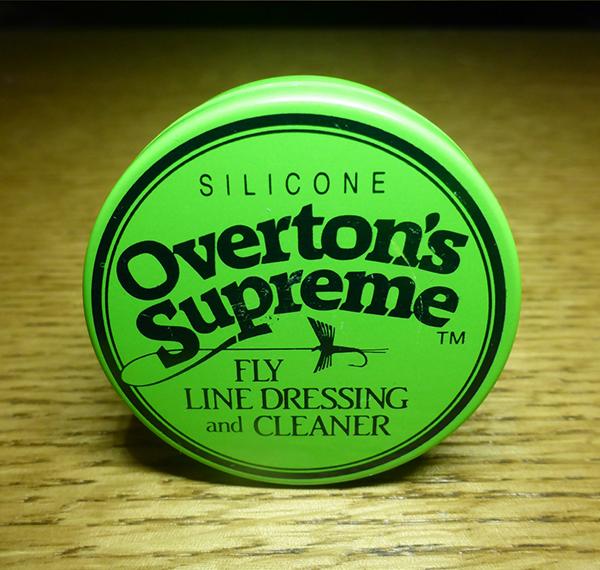 SILICONE
Overton's
Supreme
TM
FLY
LINE DRESSING
and CLEANER